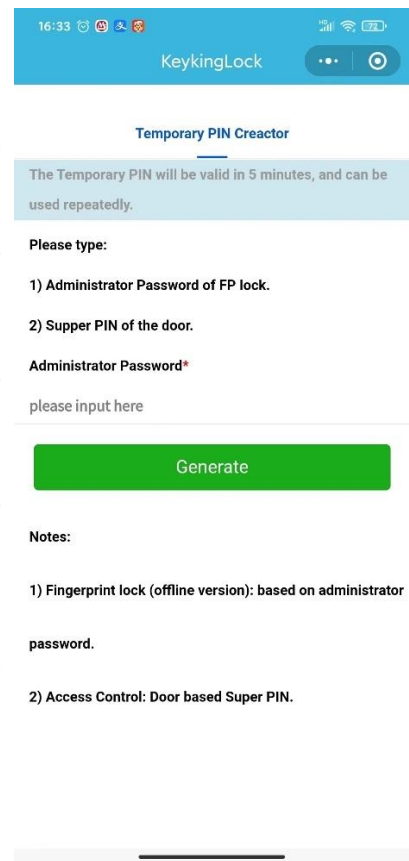 16:33
HD
72
KeykingLock
Temporary PIN Creactor
The Temporary PIN will be valid in 5 minutes, and can be
used repeatedly.
Please type:
1) Administrator Password of FP lock.
2) Supper PIN of the door.
Administrator Password*
please input here
Generate
Notes:
1) Fingerprint lock (offline version): based on administrator
password.
2) Access Control: Door based Super PIN.